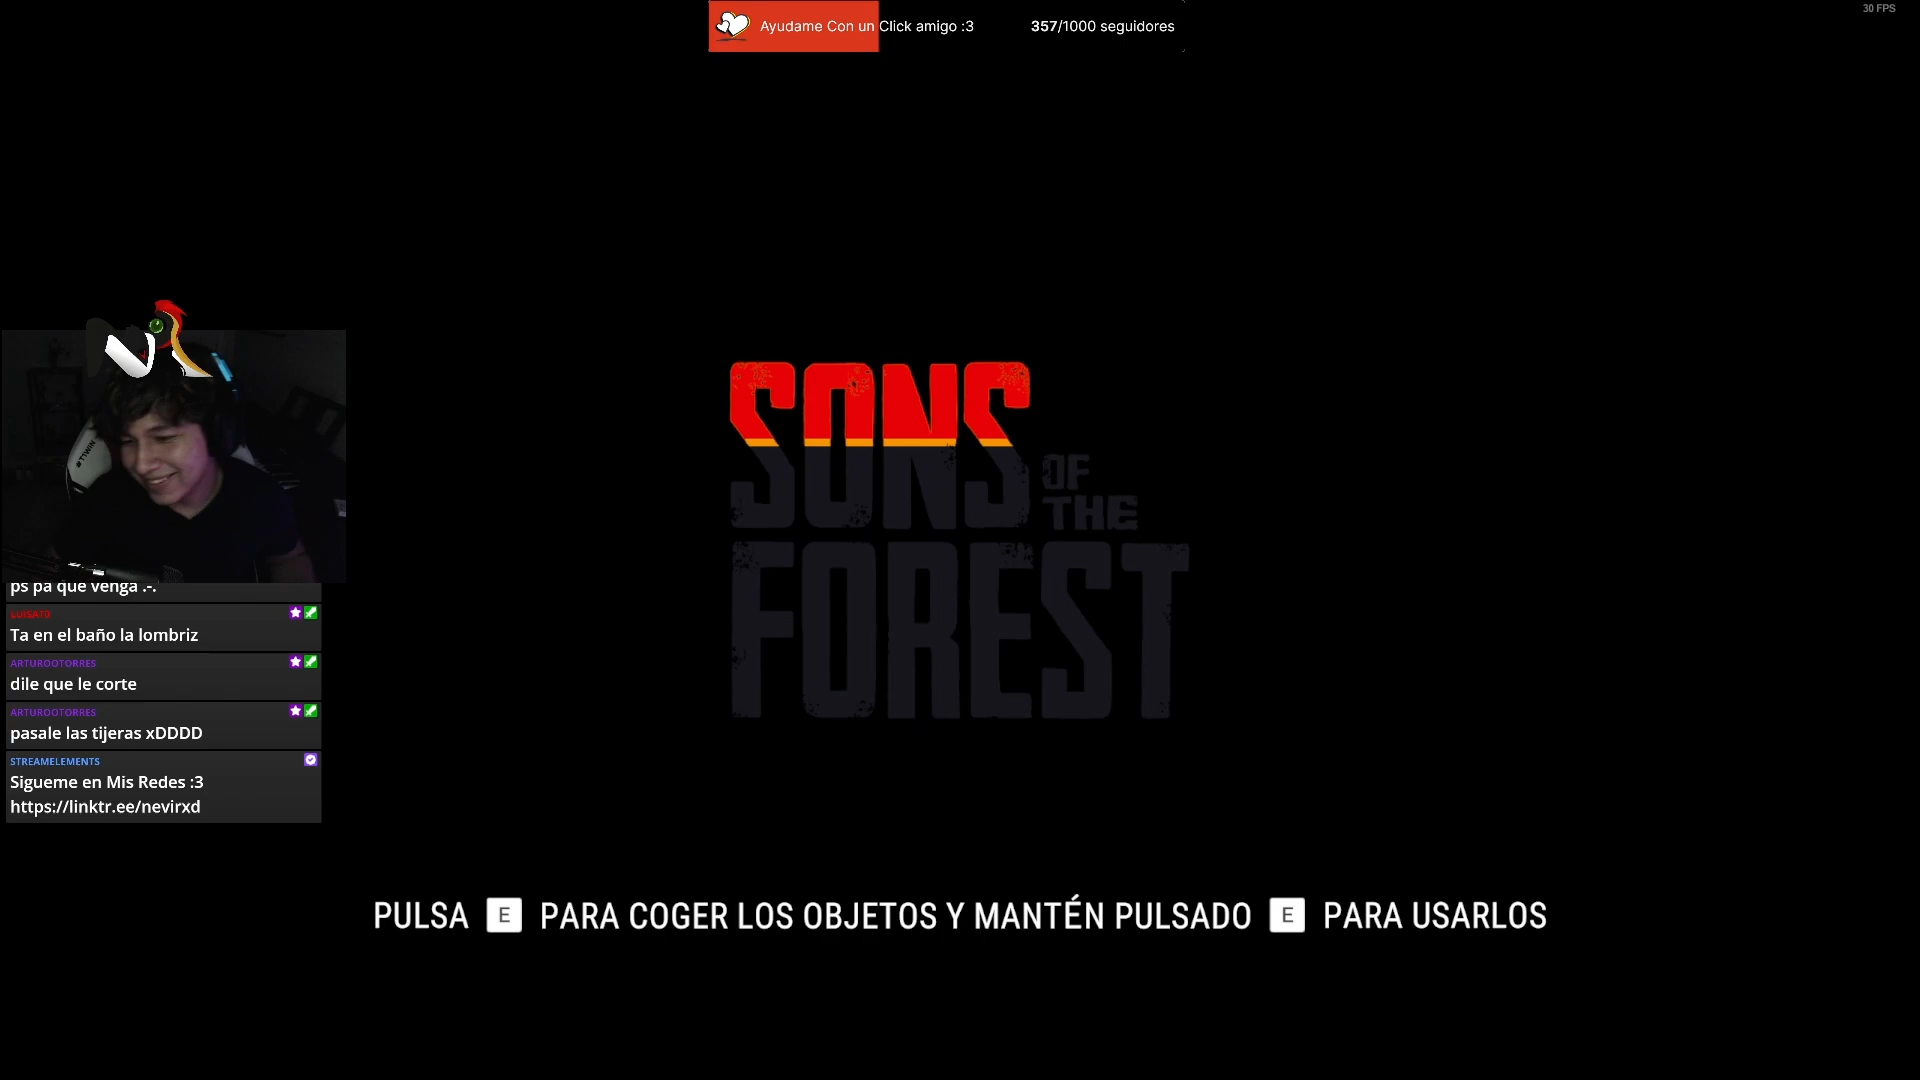 30 FPS
Ayudame Con un Click amigo :3 357/1000 seguidores
SONS
OF
THE
FOREST
#T1WIN
ps pa que venga .-.
LUISAT0
Ta en el baño la lombriz
ARTUROOTORRES
dile que le corte
ARTUROOTORRES
pasale las tijeras xDDDD
STREAMELEMENTS
Sigueme en Mis Redes :3
https://linktr.ee/nevirxd
PULSA E PARA COGER LOS OBJETOS Y MANTÉN PULSADO E PARA USARLOS